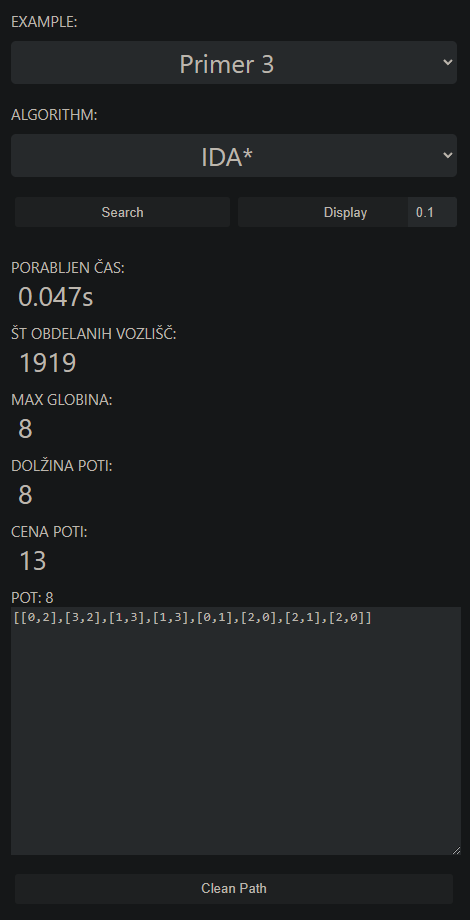 EXAMPLE:
Primer 3
ALGORITHM:
IDA*
Search Display 0.1
PORABLJEN ČAS:
0.047s
ŠT OBDELANIH VOZLIŠČ:
1919
MAX GLOBINA:
8
DOLŽINA POTI:
8
CENA POTI:
13
POT: 8
[[0,2],[3,2],[1,3],[1,3],[0,1],[2,0],[2,1],[2,0]]
Clean Path